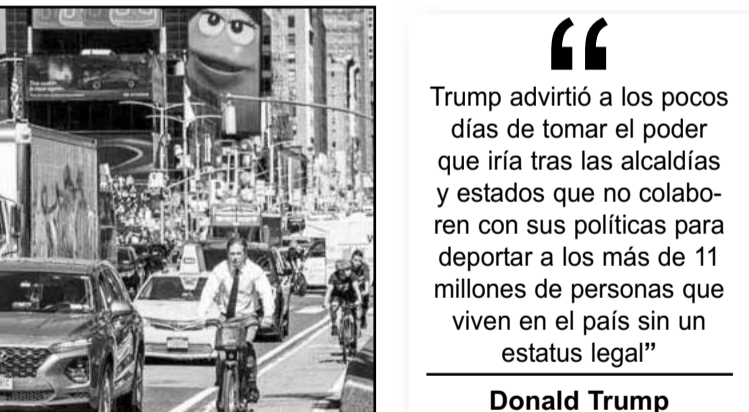 “
Trump advirtió a los pocos
días de tomar el poder
que iría tras las alcaldías
y estados que no colabo-
ren con sus políticas para
deportar a los más de 11
millones de personas que
viven en el país sin un
estatus legal”
Donald Trump